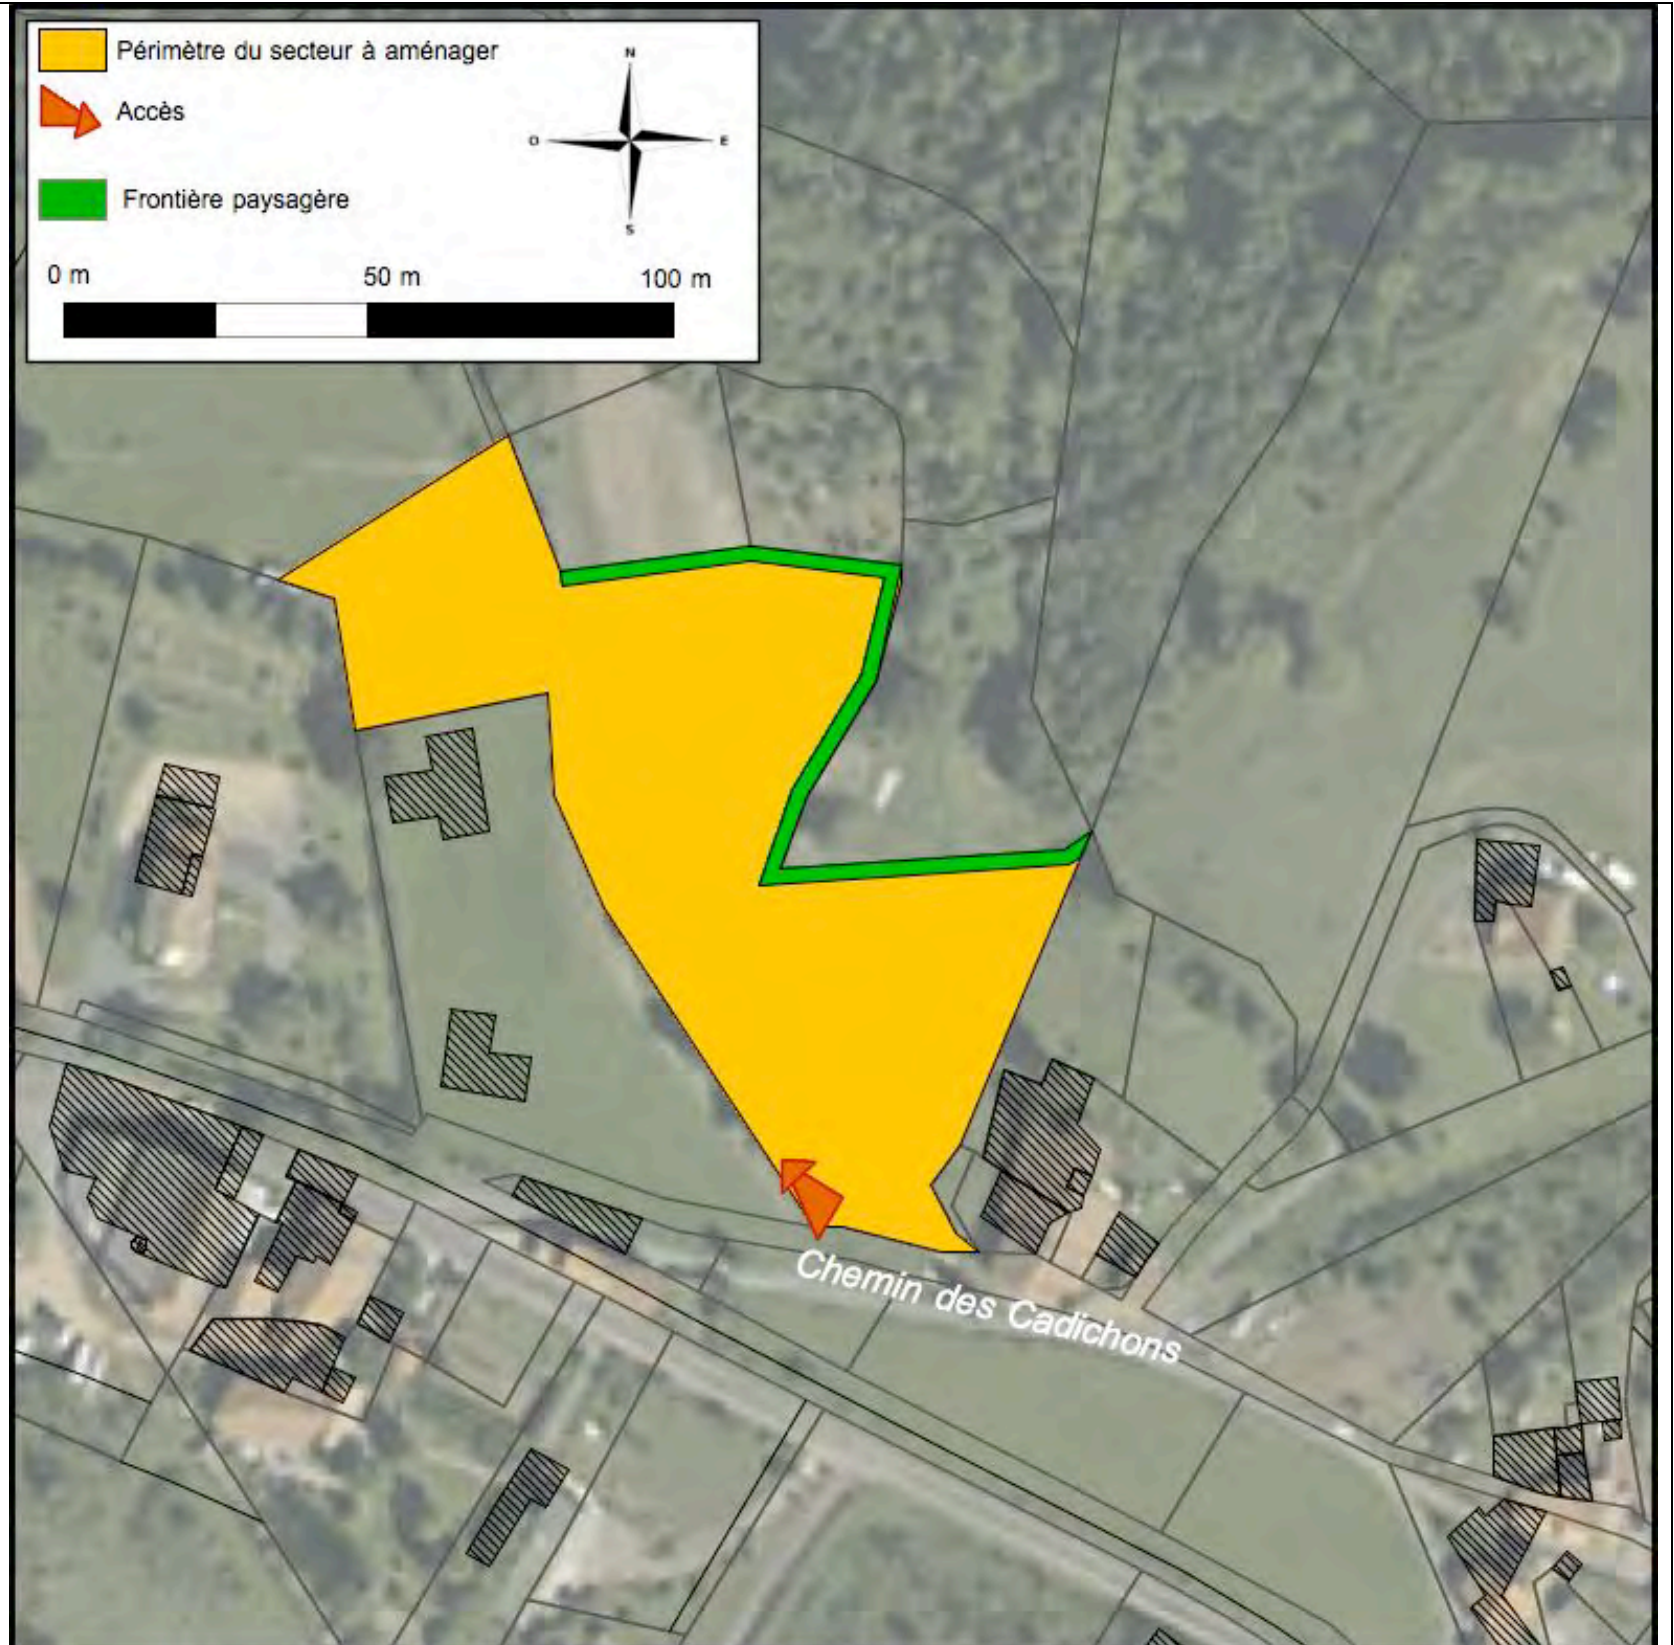 Périmètre du secteur à aménager
Accès
Frontière paysagère
N
O E
S
0 m 50 m 100 m
Chemin des Cadichons